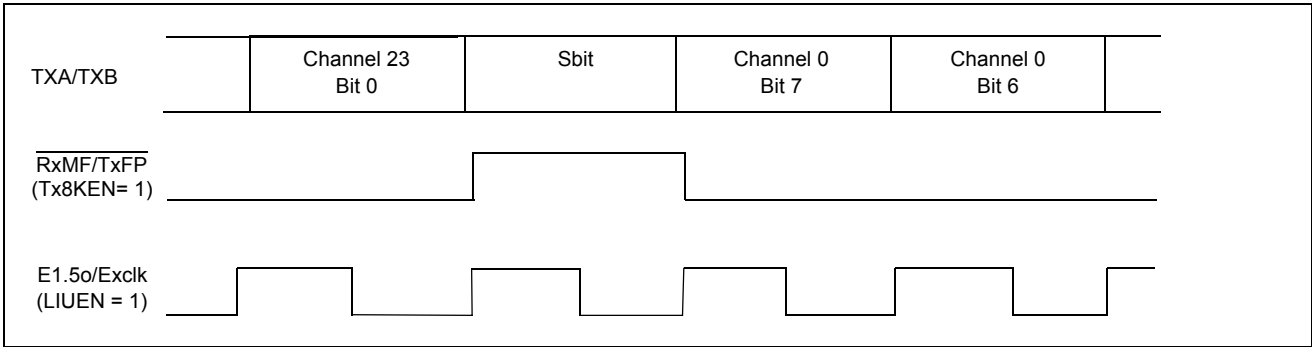 TXA/TXB
Channel 23
Bit 0
Sbit
Channel 0
Bit 7
Channel 0
Bit 6
RxMF/TxFP
(Tx8KEN= 1)
E1.5o/Exclk
(LIUEN = 1)